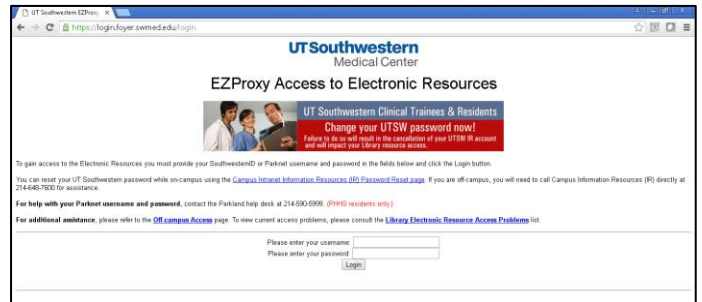 UT Southwestern EZProxy
https://login.foyer.swmed.edu/login
UTSouthwestern
Medical Center
EZProxy Access to Electronic Resources
UT Southwestern Clinical Trainees & Residents
Change your UTSW password now!
Failure to do so will result in the cancellation of your UTSW IR account
and will impact your Library resource access.
To gain access to the Electronic Resources you must provide your SouthwesternID or Parknet username and password in the fields below and click the Login button.
You can reset your UT Southwestern password while on-campus using the Campus Intranet Information Resources (IR) Password Reset page. If you are off-campus, you will need to call Campus Information Resources (IR) directly at
214-648-7600 for assistance.
For help with your Parknet username and password, contact the Parkland help desk at 214-590-5999. (PHHS residents only.)
For additional assistance, please refer to the Off-campus Access page. To view current access problems, please consult the Library Electronic Resource Access Problems list.
Please enter your username:
Please enter your password:
Login